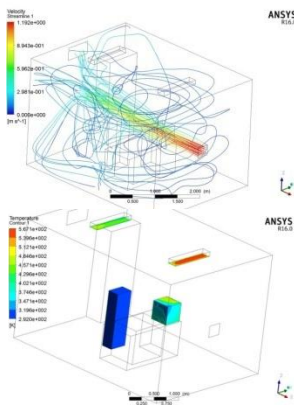 Velocity
Streamline 1
ANSYS
R16.0
1.192e+000
8.943e-001
5.962e-001
2.981e-001
0.000e+000
[m s^-1]
0 1.000 2.000 (m)
0.500 1.500
Temperature
Contour 1
ANSYS
R16.0
5.671e+002
5.396e+002
5.121e+002
4.846e+002
4.571e+002
4.296e+002
4.021e+002
3.746e+002
3.471e+002
3.196e+002
2.920e+002
[K]
0 0.500 1.000 (m)
0.250 0.750